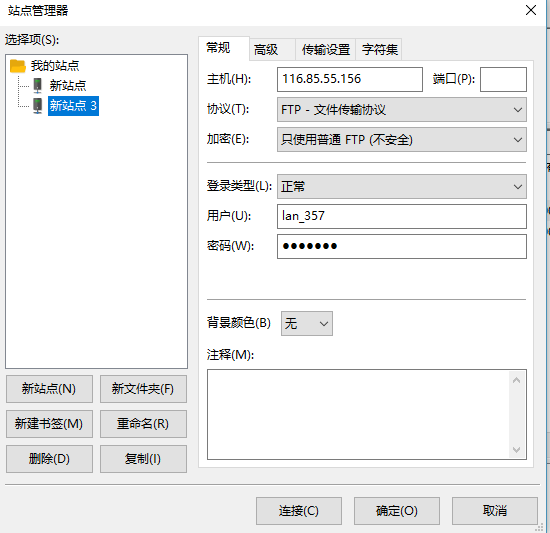 站点管理器
选择项(S):
我的站点
新站点
新站点 3
新站点(N)
新文件夹(F)
新建书签(M)
重命名(R)
删除(D)
复制(I)
常规
高级
传输设置
字符集
主机(H):
116.85.55.156
端口(P):
协议(T):
FTP - 文件传输协议
加密(E):
只使用普通 FTP (不安全)
登录类型(L):
正常
用户(U):
lan_357
密码(W):
●●●●●●●
背景颜色(B)
无
注释(M):
连接(C)
确定(O)
取消